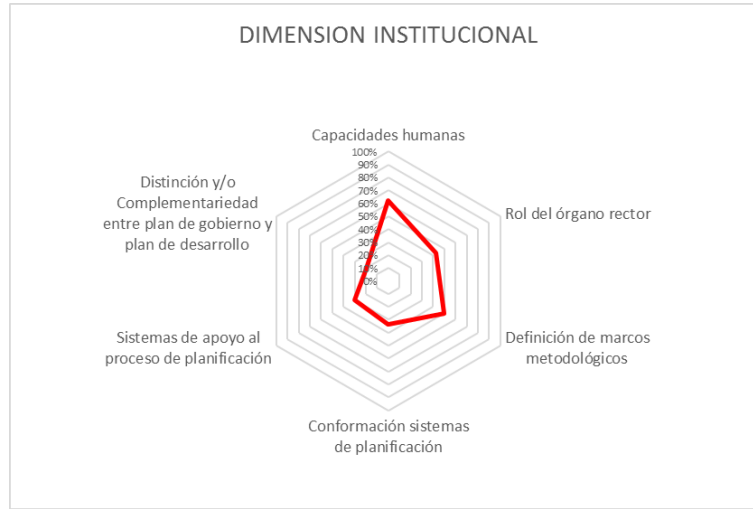 DIMENSION INSTITUCIONAL
Capacidades humanas
100%
90%
80%
70%
60%
50%
40%
30%
20%
10%
0%
Rol del órgano rector
Definición de marcos
metodológicos
Conformación sistemas
de planificación
Sistemas de apoyo al
proceso de planificación
Distinción y/o
Complementariedad
entre plan de gobierno y
plan de desarrollo